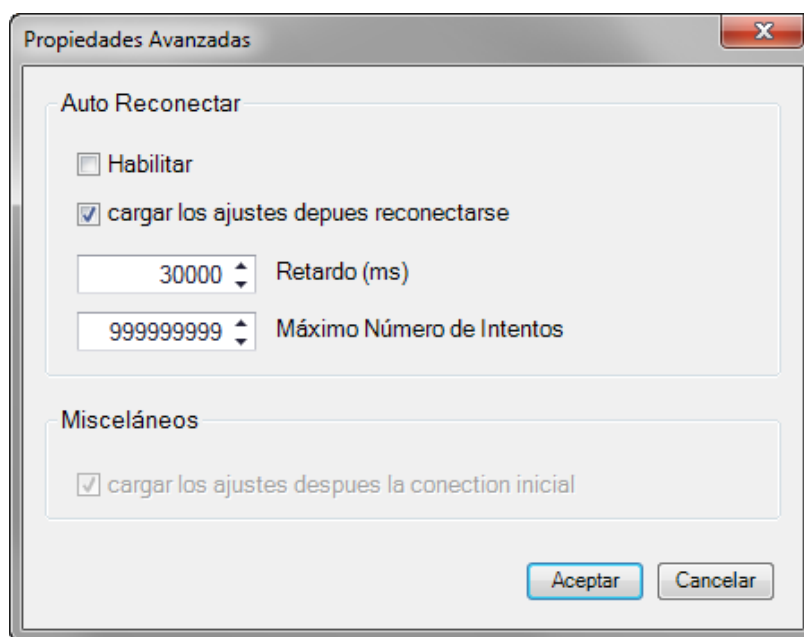 Propiedades Avanzadas
Auto Reconectar
Habilitar
cargar los ajustes depues reconectarse
30000 Retardo (ms)
999999999 Máximo Número de Intentos
Misceláneos
cargar los ajustes despues la conection inicial
Aceptar Cancelar